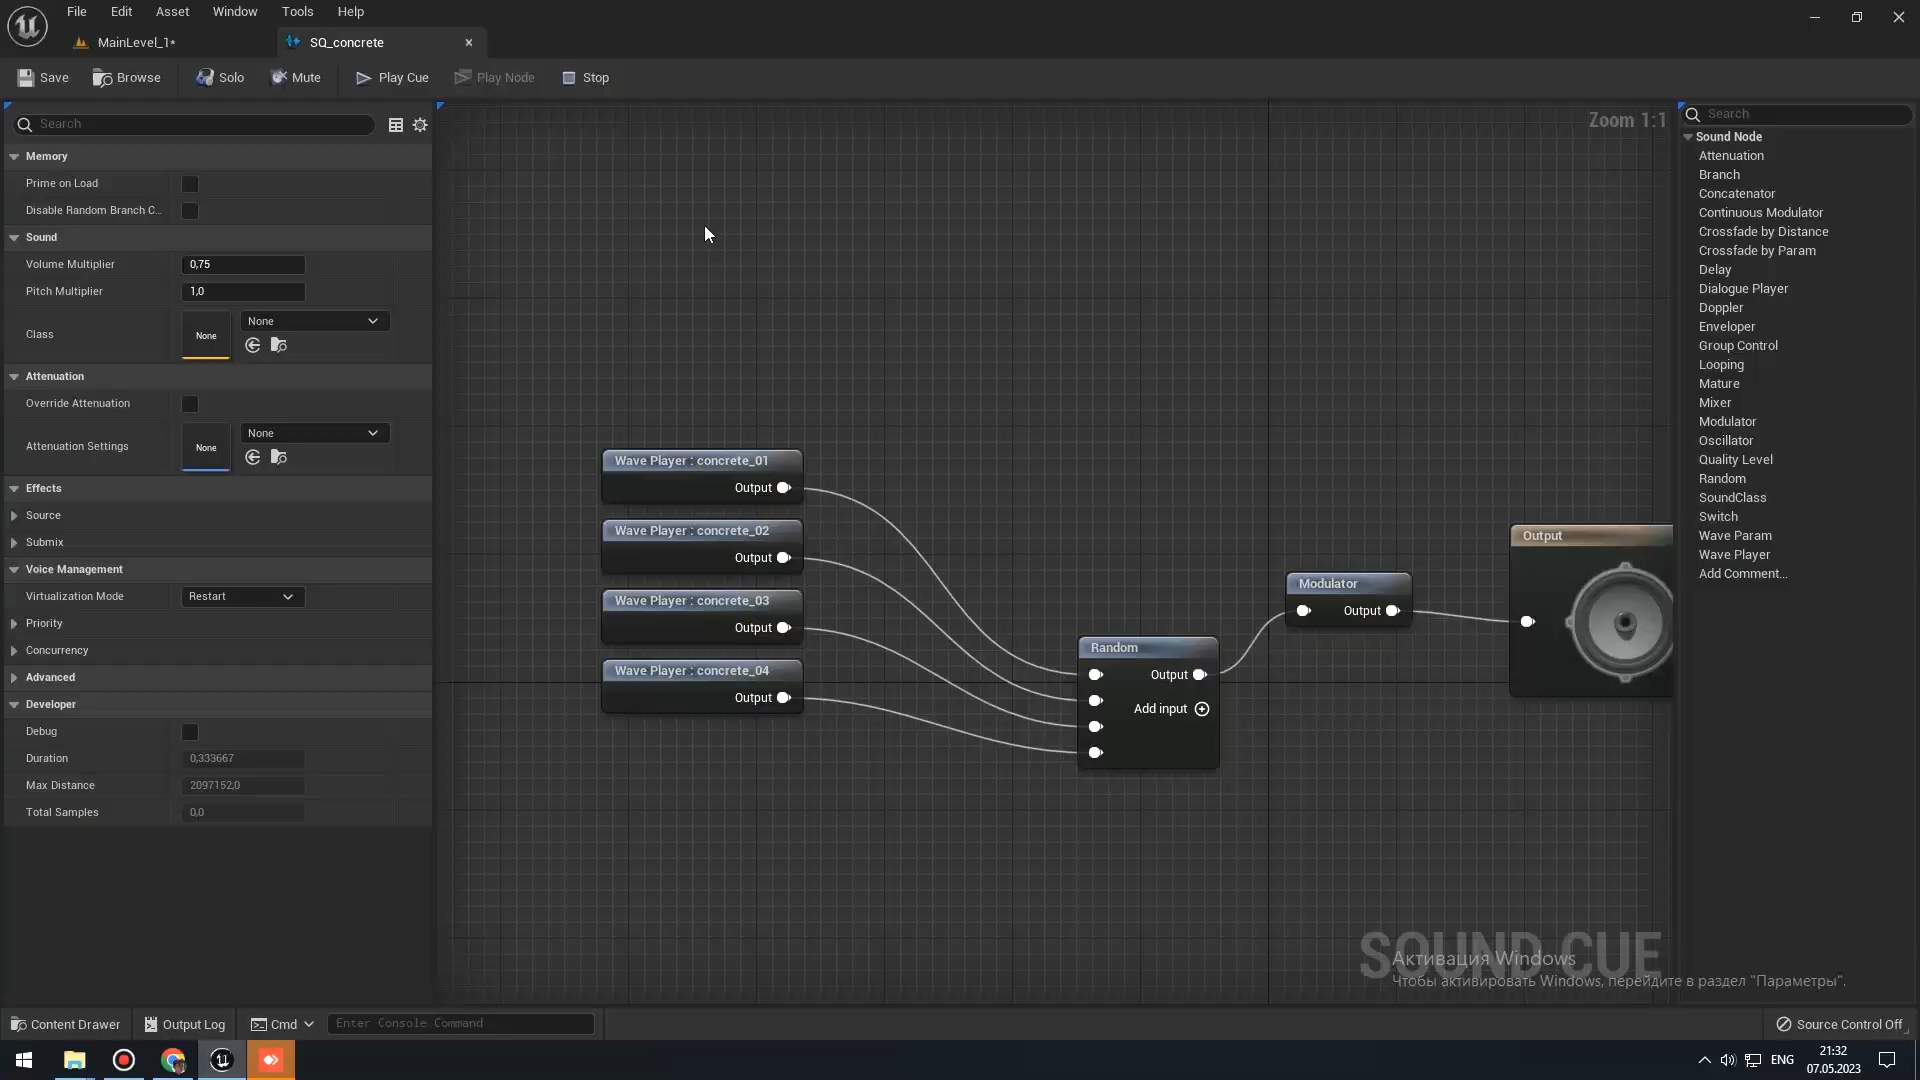 File Edit Asset Window Tools Help
MainLevel_1*
SQ_concrete
Save Browse Solo Mute Play Cue Play Node Stop
Search
Memory
Prime on Load
Disable Random Branch C...
Sound
Volume Multiplier 0,75
Pitch Multiplier 1,0
Class None None
Attenuation
Override Attenuation
Attenuation Settings None None
Effects
Source
Submix
Voice Management
Virtualization Mode Restart
Priority
Concurrency
Advanced
Developer
Debug
Duration 0,333667
Max Distance 2097152,0
Total Samples 0,0
Zoom 1:1
Wave Player : concrete_01
Output
Wave Player : concrete_02
Output
Wave Player : concrete_03
Output
Wave Player : concrete_04
Output
Random
Output
Add input
Modulator
Output
Output
SOUND CUE
Активация Windows
Чтобы активировать Windows, перейдите в раздел "Параметры".
Search
Sound Node
Attenuation
Branch
Concatenator
Continuous Modulator
Crossfade by Distance
Crossfade by Param
Delay
Dialogue Player
Doppler
Enveloper
Group Control
Looping
Mature
Mixer
Modulator
Oscillator
Quality Level
Random
SoundClass
Switch
Wave Param
Wave Player
Add Comment...
Content Drawer Output Log Cmd Enter Console Command Source Control Off
ENG
21:32
07.05.2023